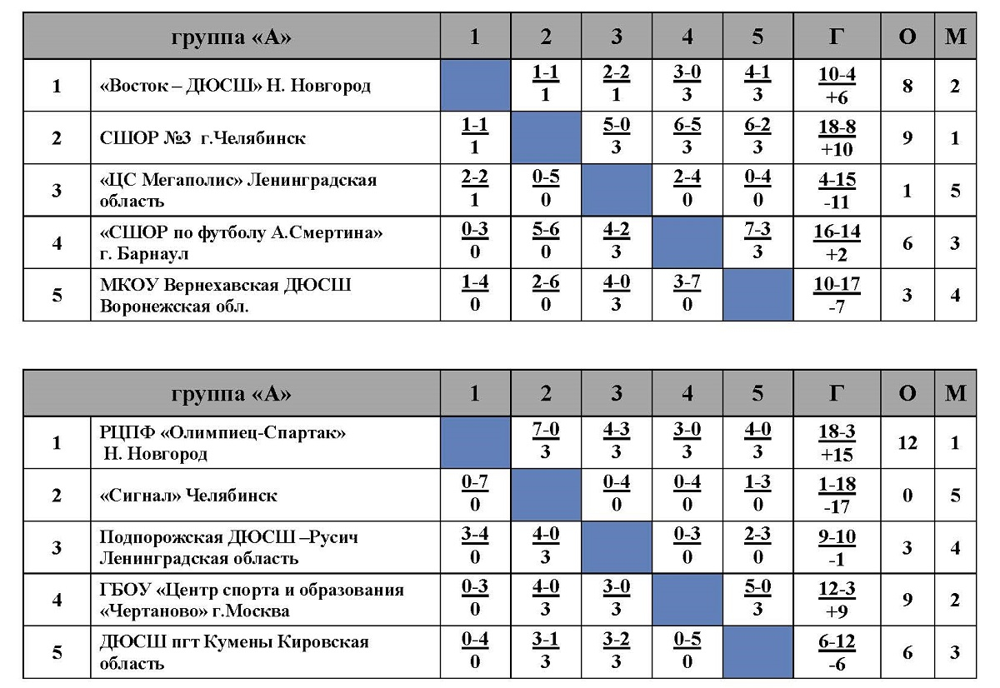 группа «А» 1 2 3 4 5 Г О М
1 «Восток – ДЮСШ» Н. Новгород 1-1 2-2 3-0 4-1 10-4 8 2
1 1 3 3 +6
2 СШОР №3 г.Челябинск 1-1 5-0 6-5 6-2 18-8 9 1
1 3 3 3 +10
3 «ЦС Мегаполис» Ленинградская 2-2 0-5 2-4 0-4 4-15 1 5
область 1 0 0 0 -11
4 «СШОР по футболу А.Смертина» 0-3 5-6 4-2 7-3 16-14 6 3
г. Барнаул 0 0 3 3 +2
5 МКОУ Вернехавская ДЮСШ 1-4 2-6 4-0 3-7 10-17 3 4
Воронежская обл. 0 0 3 0 -7
группа «А» 1 2 3 4 5 Г О М
1 РЦПФ «Олимпиец-Спартак» 7-0 4-3 3-0 4-0 18-3 12 1
Н. Новгород 3 3 3 3 +15
2 «Сигнал» Челябинск 0-7 0-4 0-4 1-3 1-18 0 5
0 0 0 0 -17
3 Подпорожская ДЮСШ –Русич 3-4 4-0 0-3 2-3 9-10 3 4
Ленинградская область 0 3 0 0 -1
4 ГБОУ «Центр спорта и образования 0-3 4-0 3-0 5-0 12-3 9 2
«Чертаново» г.Москва 0 3 3 3 +9
5 ДЮСШ пгт Кумены Кировская 0-4 3-1 3-2 0-5 6-12 6 3
область 0 3 3 0 -6